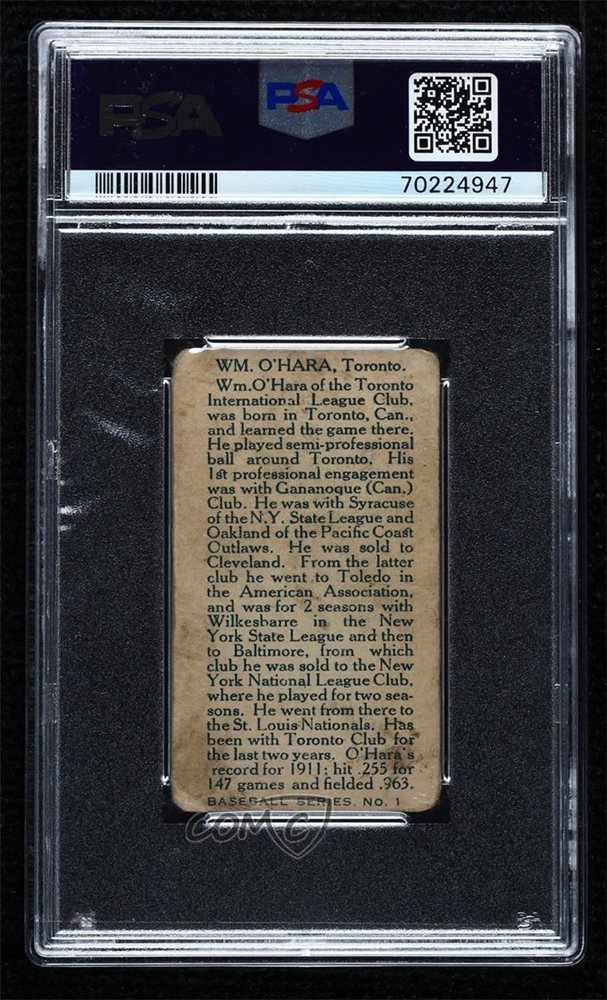 PSA
PSA
70224947
WM. O'HARA, Toronto.
Wm.O'Hara of the Toronto
International League Club,
was born in Toronto, Can.,
and learned the game there.
He played semi-professional
ball around Toronto. His
1st professional engagement
was with Gananoque (Can.)
Club. He was with Syracuse
of the N.Y. State League and
Oakland of the Pacific Coast
Outlaws. He was sold to
Cleveland. From the latter
club he went to Toledo in
the American Association,
and was for 2 seasons with
Wilkesbarre in the New
York State League and then
to Baltimore, from which
club he was sold to the New
York National League Club,
where he played for two sea-
sons. He went from there to
the St. Louis Nationals. Has
been with Toronto Club for
the last two years. O'Hara's
record for 1911; hit .255 for
147 games and fielded .963.
BASEBALL SERIES, No. 1
COMC